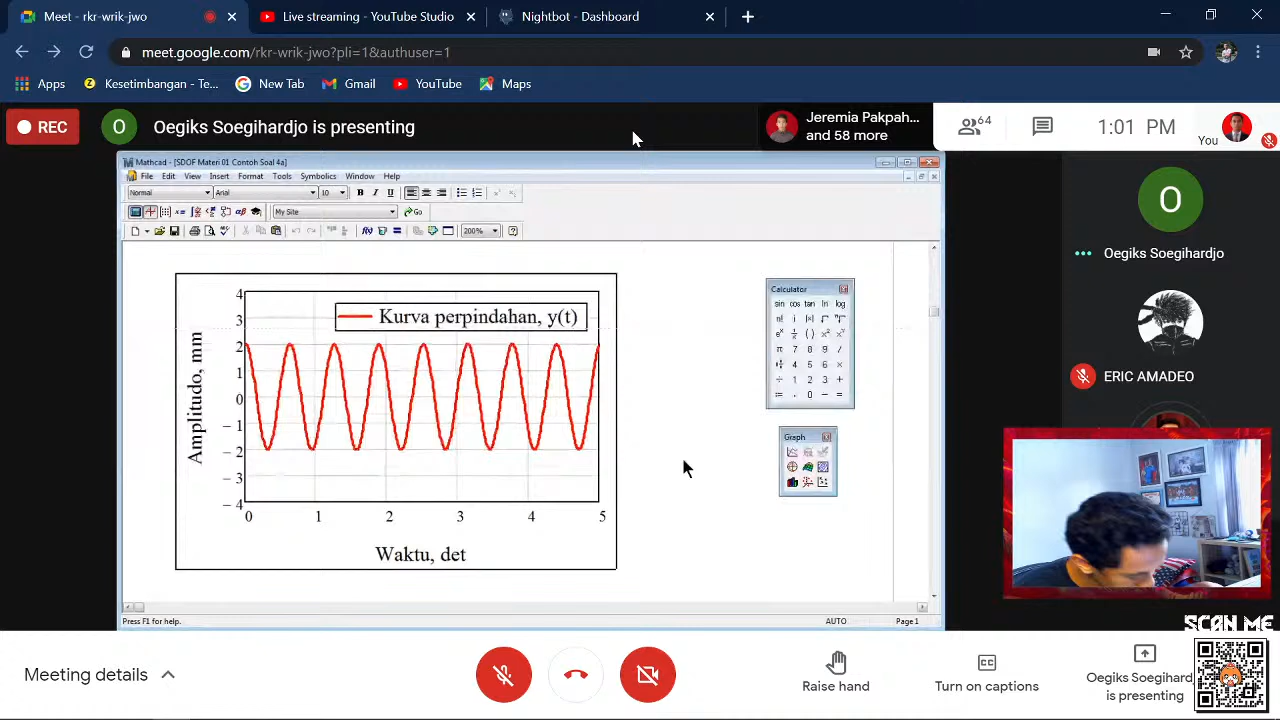 Meet - rkr-wrik-jwo
Live streaming - YouTube Studio
Nightbot - Dashboard
meet.google.com/rkr-wrik-jwo?pli=1&authuser=1
Apps
Kesetimbangan - Te...
New Tab
Gmail
YouTube
Maps
REC
O
Oegiks Soegihardjo is presenting
Jeremia Pakpah...
and 58 more
64
1:01 PM
You
Mathcad - [SDOF Materi 01 Contoh Soal 4a]
File Edit View Insert Format Tools Symbolics Window Help
Normal Arial 10 B I U
My Site Go
200%
Kurva perpindahan, y(t)
Amplitudo, mm
4
3
2
1
0
− 1
− 2
− 3
− 4
0 1 2 3 4 5
Waktu, det
Calculator
sin cos tan ln log
π 7 8 9 /
4 5 6 ×
÷ 1 2 3 +
:= . 0 − =
Graph
Press F1 for help.
AUTO
Page 1
O
Oegiks Soegihardjo
ERIC AMADEO
SCAN ME
Meeting details
Raise hand
Turn on captions
Oegiks Soegihard
is presenting